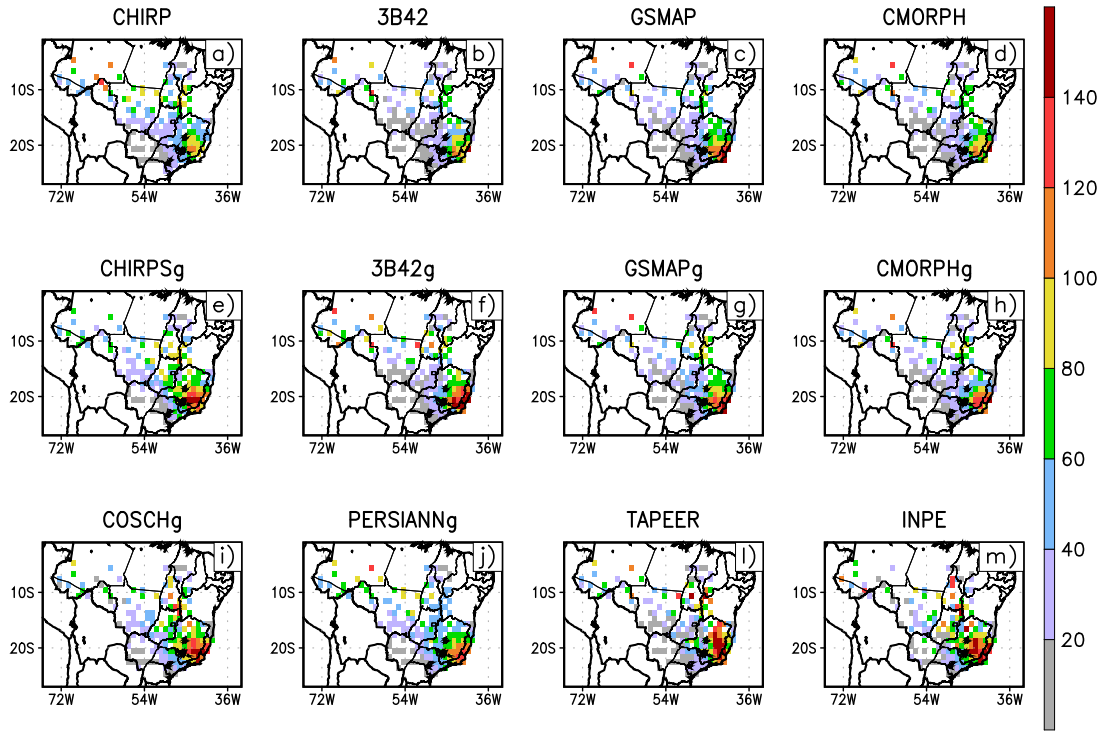 CHIRP 3B42 GSMAP CMORPH
a) b) c) d)
140
10S 10S 10S 10S
20S 20S 20S 20S
120
72W 54W 36W 72W 54W 36W 72W 54W 36W 72W 54W 36W
CHIRPSg 3B42g GSMAPg CMORPHg
100
e) f) g) h)
10S 10S 10S 10S
80
20S 20S 20S 20S
72W 54W 36W 72W 54W 36W 72W 54W 36W 72W 54W 36W
60
COSCHg PERSIANNg TAPEER INPE
40
i) j) l) m)
10S 10S 10S 10S
20
20S 20S 20S 20S
72W 54W 36W 72W 54W 36W 72W 54W 36W 72W 54W 36W